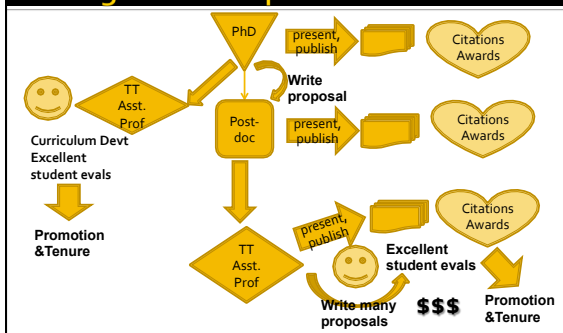 PhD
present,
publish
Citations
Awards
Write
proposal
TT
Asst.
Prof
Post-
doc
present,
publish
Citations
Awards
Curriculum Devt
Excellent
student evals
Promotion
&Tenure
TT
Asst.
Prof
present,
publish
Citations
Awards
Excellent
student evals
Write many
proposals
$$$
Promotion
&Tenure